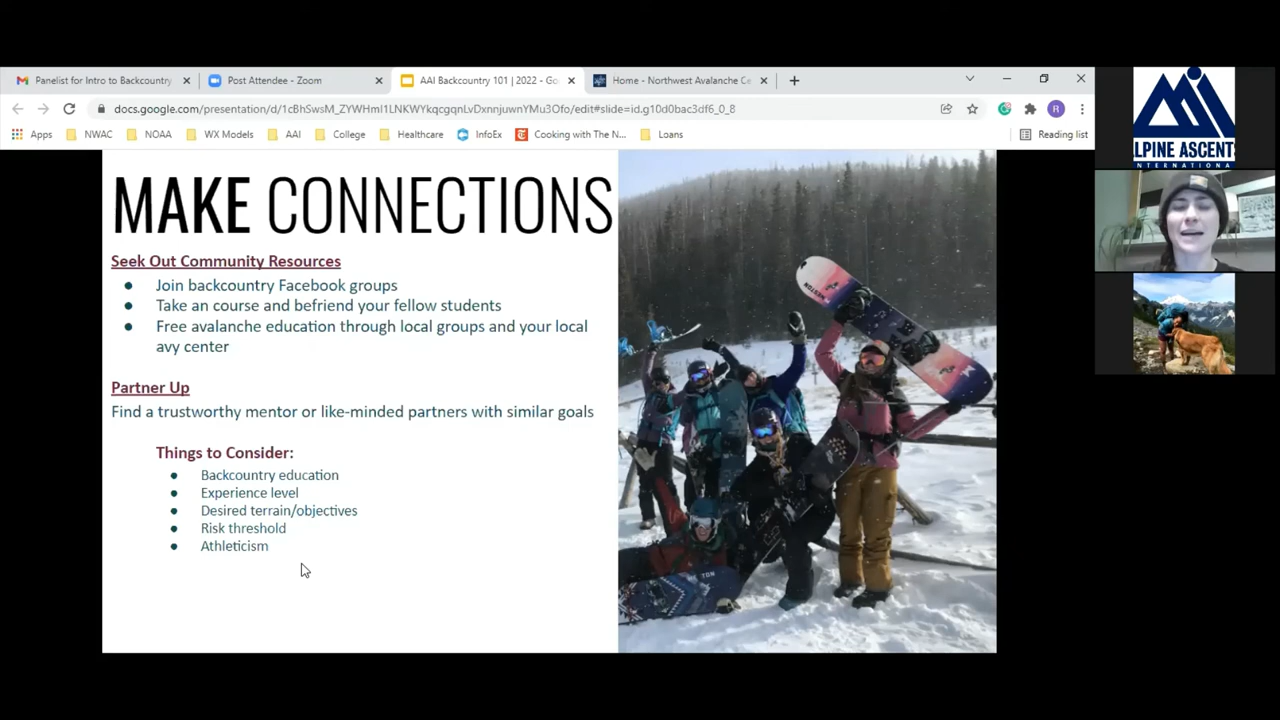 Panelist for Intro to Backcountry
Post Attendee - Zoom
AAI Backcountry 101 | 2022 - Go
Home - Northwest Avalanche Ce
docs.google.com/presentation/d/1cBhSwsM_ZYWHmI1LNKWYkqcgqnLvDxnnjuwnYMu3Ofo/edit#slide=id.g10d0bac3df6_0_8
R
Apps
NWAC
NOAA
WX Models
AAI
College
Healthcare
InfoEx
Cooking with The N...
Loans
Reading list
LPINE ASCENT
INTERNATIONA
MAKE CONNECTIONS
Seek Out Community Resources
● Join backcountry Facebook groups
● Take an course and befriend your fellow students
● Free avalanche education through local groups and your local
avy center
Partner Up
Find a trustworthy mentor or like-minded partners with similar goals
Things to Consider:
● Backcountry education
● Experience level
● Desired terrain/objectives
● Risk threshold
● Athleticism